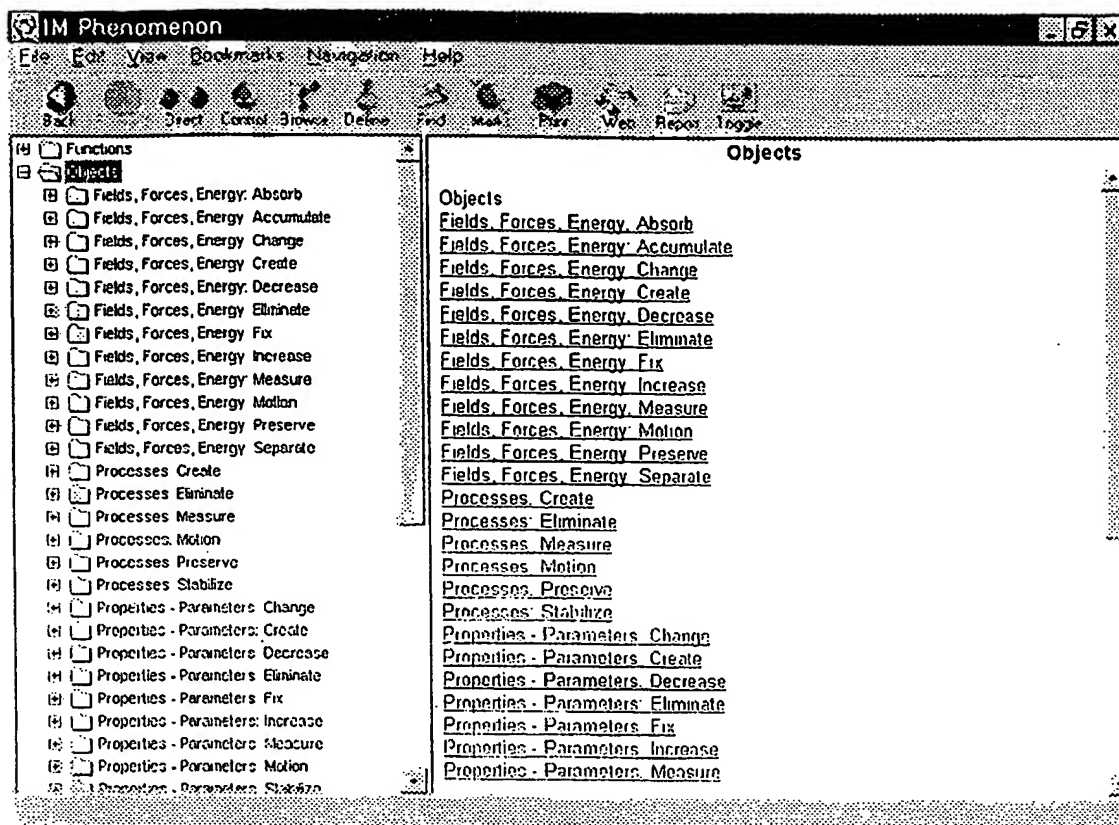 IM Phenomenon
File Edit View Bookmarks Navigation Help
Back Direct Control Browse Define Find Mark Print Web Report Toggle
Functions
Objects
Fields, Forces, Energy: Absorb
Fields, Forces, Energy Accumulate
Fields, Forces, Energy Change
Fields, Forces, Energy Create
Fields, Forces, Energy: Decrease
Fields, Forces, Energy Eliminate
Fields, Forces, Energy Fix
Fields, Forces, Energy Increase
Fields, Forces, Energy Measure
Fields, Forces, Energy Motion
Fields, Forces, Energy Preserve
Fields, Forces, Energy Separate
Processes Create
Processes Eliminate
Processes Measure
Processes. Motion
Processes Preserve
Processes Stabilize
Properties - Parameters Change
Properties - Parameters: Create
Properties - Parameters Decrease
Properties - Parameters Eliminate
Properties - Parameters Fix
Properties - Parameters: Increase
Properties - Parameters Measure
Properties - Parameters Motion
Properties - Parameters Stabilize
Objects
Objects
Fields, Forces, Energy, Absorb
Fields, Forces, Energy: Accumulate
Fields, Forces, Energy Change
Fields, Forces, Energy Create
Fields, Forces, Energy, Decrease
Fields, Forces, Energy: Eliminate
Fields, Forces, Energy Fix
Fields, Forces, Energy Increase
Fields, Forces, Energy, Measure
Fields, Forces, Energy: Motion
Fields, Forces, Energy Preserve
Fields, Forces, Energy Separate
Processes, Create
Processes: Eliminate
Processes Measure
Processes Motion
Processes, Preserve
Processes: Stabilize
Properties - Parameters Change
Properties - Parameters Create
Properties - Parameters, Decrease
Properties - Parameters: Eliminate
Properties - Parameters Fix
Properties - Parameters Increase
Properties - Parameters, Measure